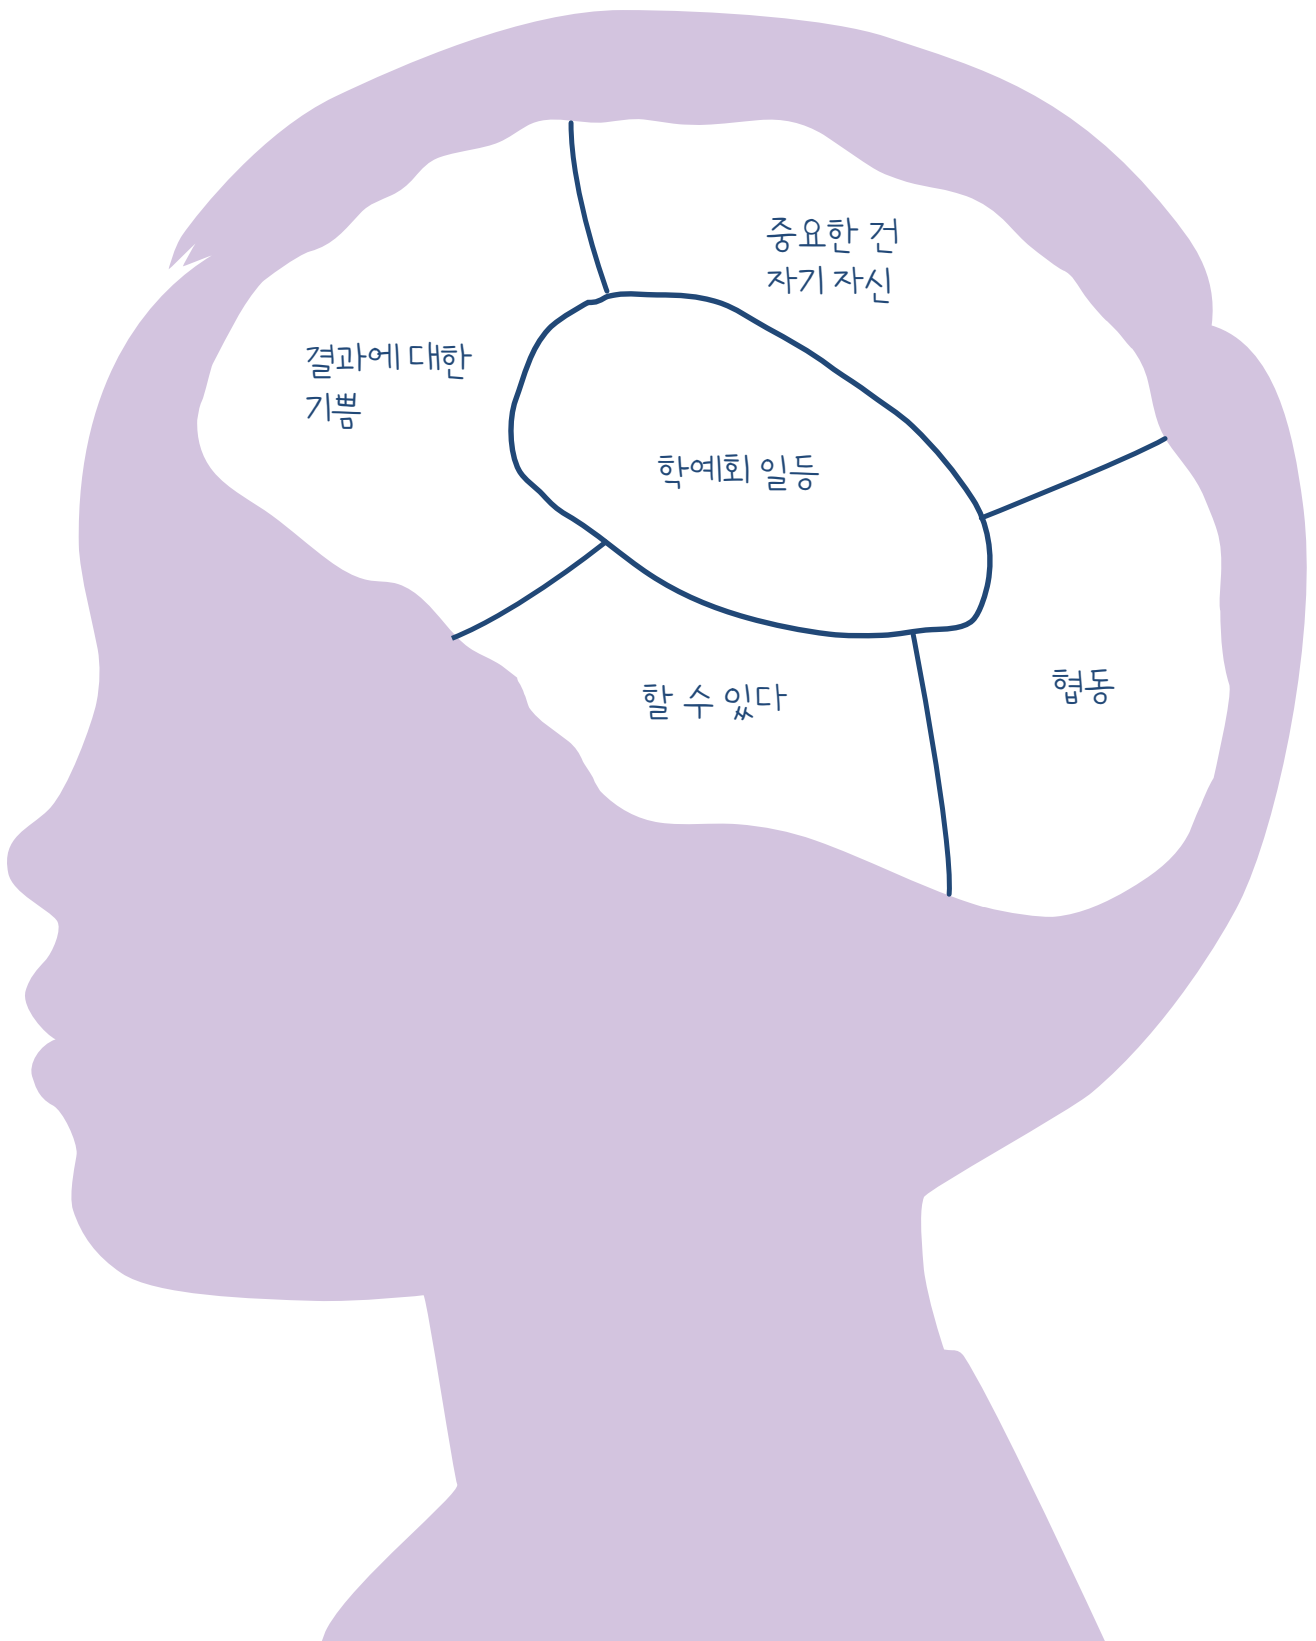 중요한 건
자기 자신
결과에 대한
기쁨
학예회 일등
할 수 있다
협동